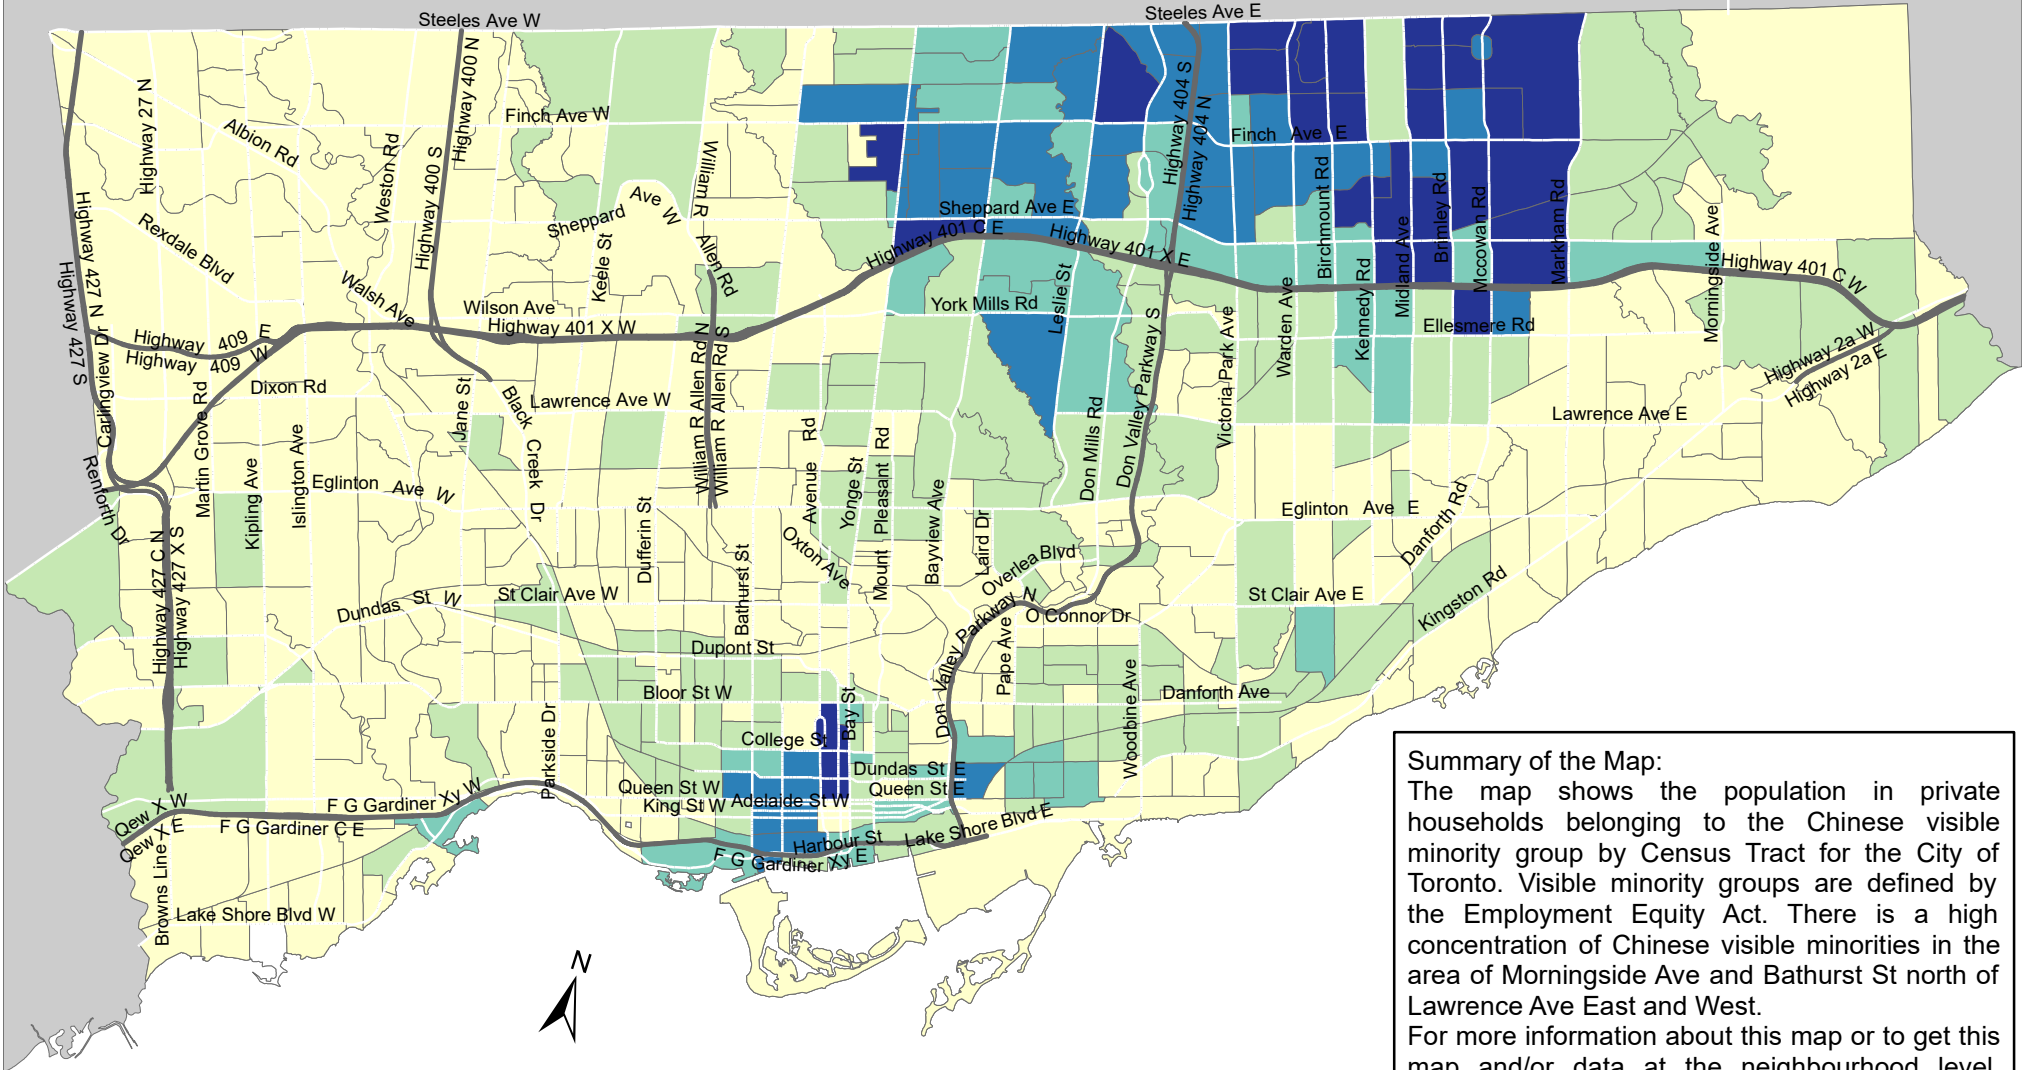 Steeles Ave W
Steeles Ave E
Highway 27 N
Albion Rd
Weston Rd
Highway 400 N
Highway 400 S
Finch Ave W
William R
Allen Rd
Highway 404 S
Highway 404 N
Finch Ave E
Highway 427 N
Highway 427 N
Highway 427 S
Rexdale Blvd
Sheppard Ave W
Keele St
Sheppard Ave E
Highway 401 C E
Highway 401 X E
Birchmount Rd
Midland Ave
Brimley Rd
Mccowan Rd
Markham Rd
Morningside Ave
Highway 401 C W
Walsh Ave
Wilson Ave
Highway 401 X W
York Mills Rd
Leslie St
Warden Ave
Kennedy Rd
Ellesmere Rd
Highway 2a W
Highway 2a E
Carlingview Dr
Highway 409 E
Highway 409 W
Dixon Rd
Martin Grove Rd
Jane St
Black Creek Dr
Lawrence Ave W
William R Allen Rd N
William R Allen Rd S
Don Valley Parkway S
Victoria Park Ave
Lawrence Ave E
Renforth Dr
Kipling Ave
Islington Ave
Eglinton Ave W
Dufferin St
Bathurst St
Avenue Rd
Yonge St
Mount Pleasant Rd
Oxton Ave
Bayview Ave
Laird Dr
Don Mills Rd
Overlea Blvd
Eglinton Ave E
Danforth Rd
Highway 427 C N
Highway 427 X S
Dundas St W
St Clair Ave W
Don Valley Parkway N
O Connor Dr
St Clair Ave E
Kingston Rd
Dupont St
Pape Ave
Bloor St W
Woodbine Ave
Danforth Ave
Parkside Dr
Bay St
College St
Dundas St E
Queen St W
Queen St E
King St W
Adelaide St W
Qew X W
Qew X E
F G Gardiner Xy W
F G Gardiner C E
Harbour St
Lake Shore Blvd E
F G Gardiner Xy E
Browns Line
Lake Shore Blvd W
N
Summary of the Map:
The map shows the population in private
households belonging to the Chinese visible
minority group by Census Tract for the City of
Toronto. Visible minority groups are defined by
the Employment Equity Act. There is a high
concentration of Chinese visible minorities in the
area of Morningside Ave and Bathurst St north of
Lawrence Ave East and West.
For more information about this map or to get this
map and/or data at the neighbourhood level,